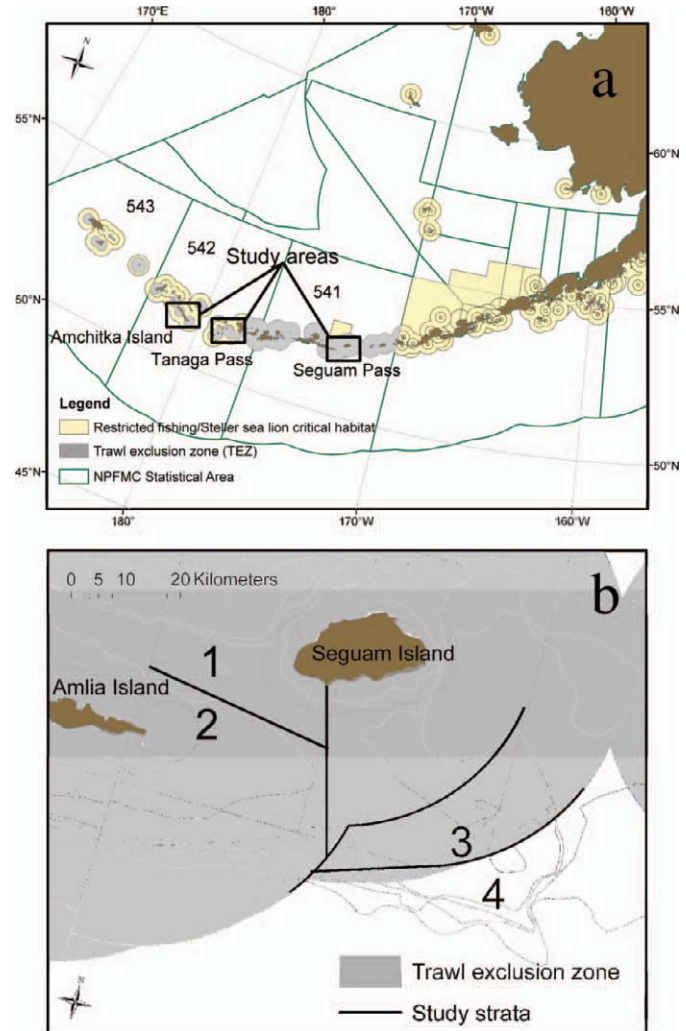 170°E 180° 170°W 160°W
N
a
55°N
60°N
543
542
Study areas
541
50°N
55°N
Amchitka Island
Tanaga Pass
Seguam Pass
Legend
Restricted fishing/Steller sea lion critical habitat
Trawl exclusion zone (TEZ)
NPFMC Statistical Area
45°N
50°N
180° 170°W 160°W
b
0 5 10 20 Kilometers
1
Seguam Island
Amlia Island
2
3
4
Trawl exclusion zone
Study strata
N